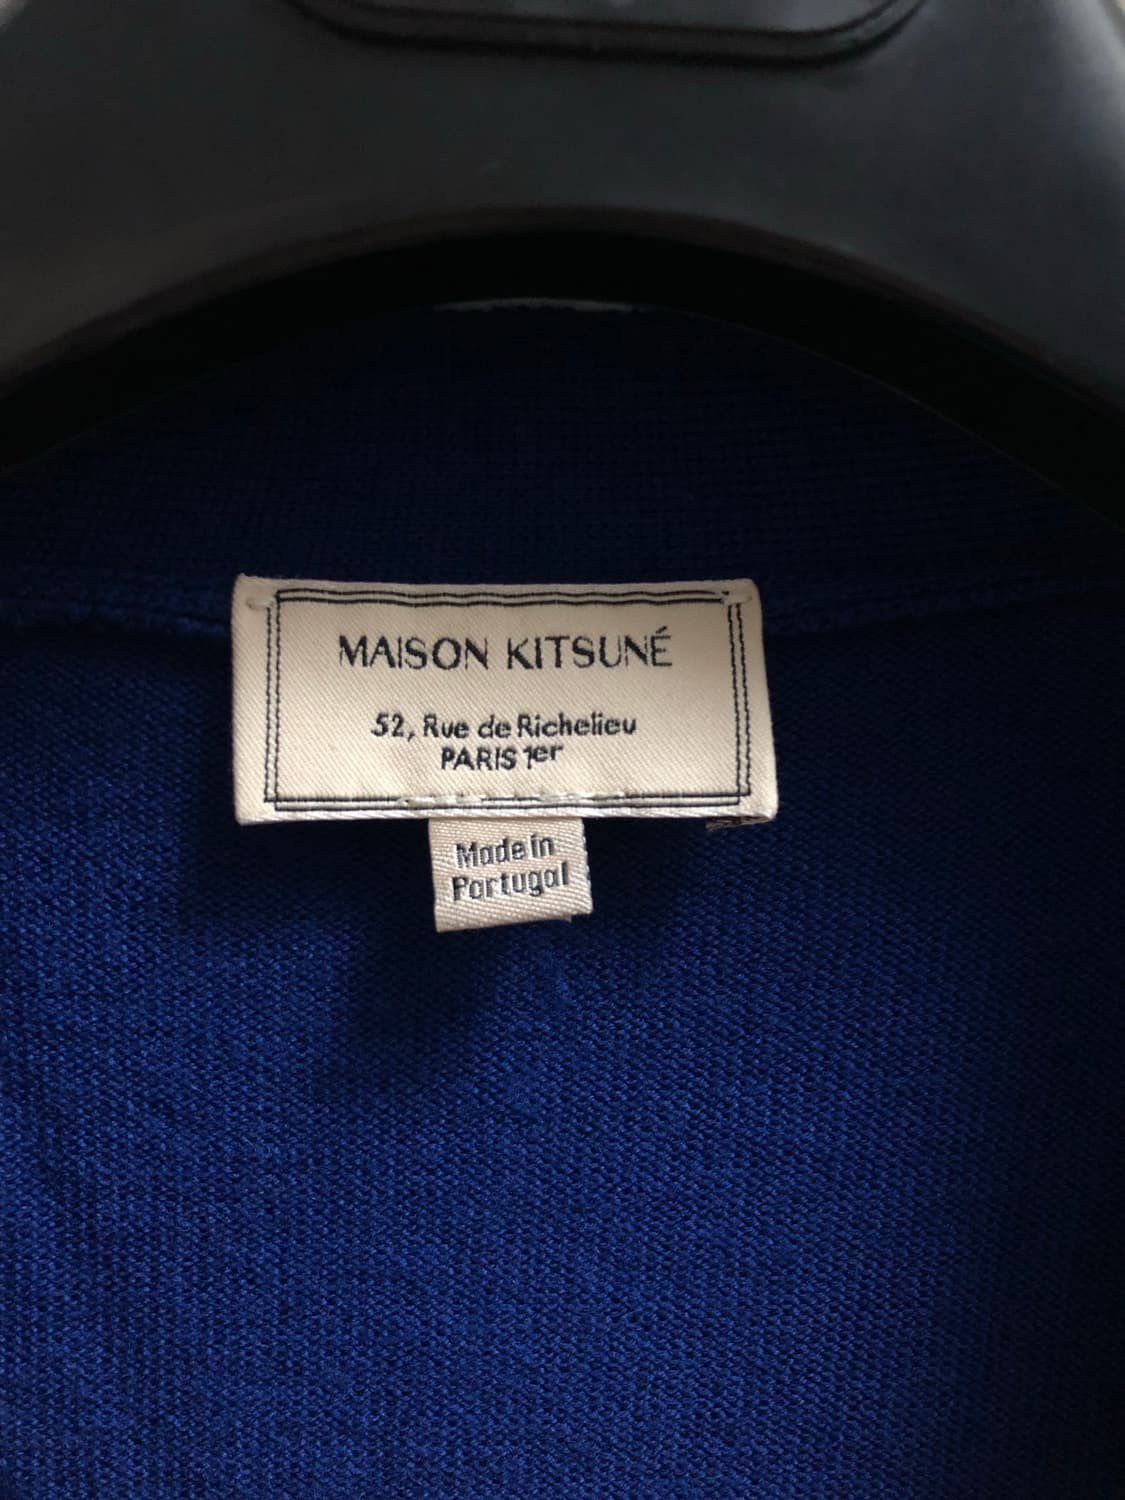 MAISON KITSUNÉ
52, Rue de Richelieu
PARIS 1er
Made in
Portugal